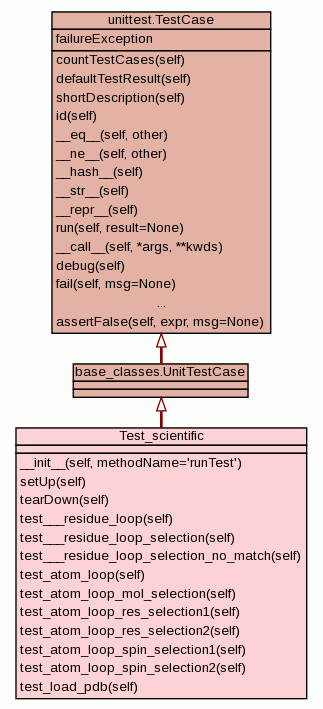 unittest.TestCase
failureException
countTestCases(self)
defaultTestResult(self)
shortDescription(self)
id(self)
__eq__(self, other)
__ne__(self, other)
__hash__(self)
__str__(self)
__repr__(self)
run(self, result=None)
__call__(self, *args, **kwds)
debug(self)
fail(self, msg=None)
...
assertFalse(self, expr, msg=None)
base_classes.UnitTestCase
Test_scientific
__init__(self, methodName='runTest')
setUp(self)
tearDown(self)
test___residue_loop(self)
test___residue_loop_selection(self)
test___residue_loop_selection_no_match(self)
test_atom_loop(self)
test_atom_loop_mol_selection(self)
test_atom_loop_res_selection1(self)
test_atom_loop_res_selection2(self)
test_atom_loop_spin_selection1(self)
test_atom_loop_spin_selection2(self)
test_load_pdb(self)